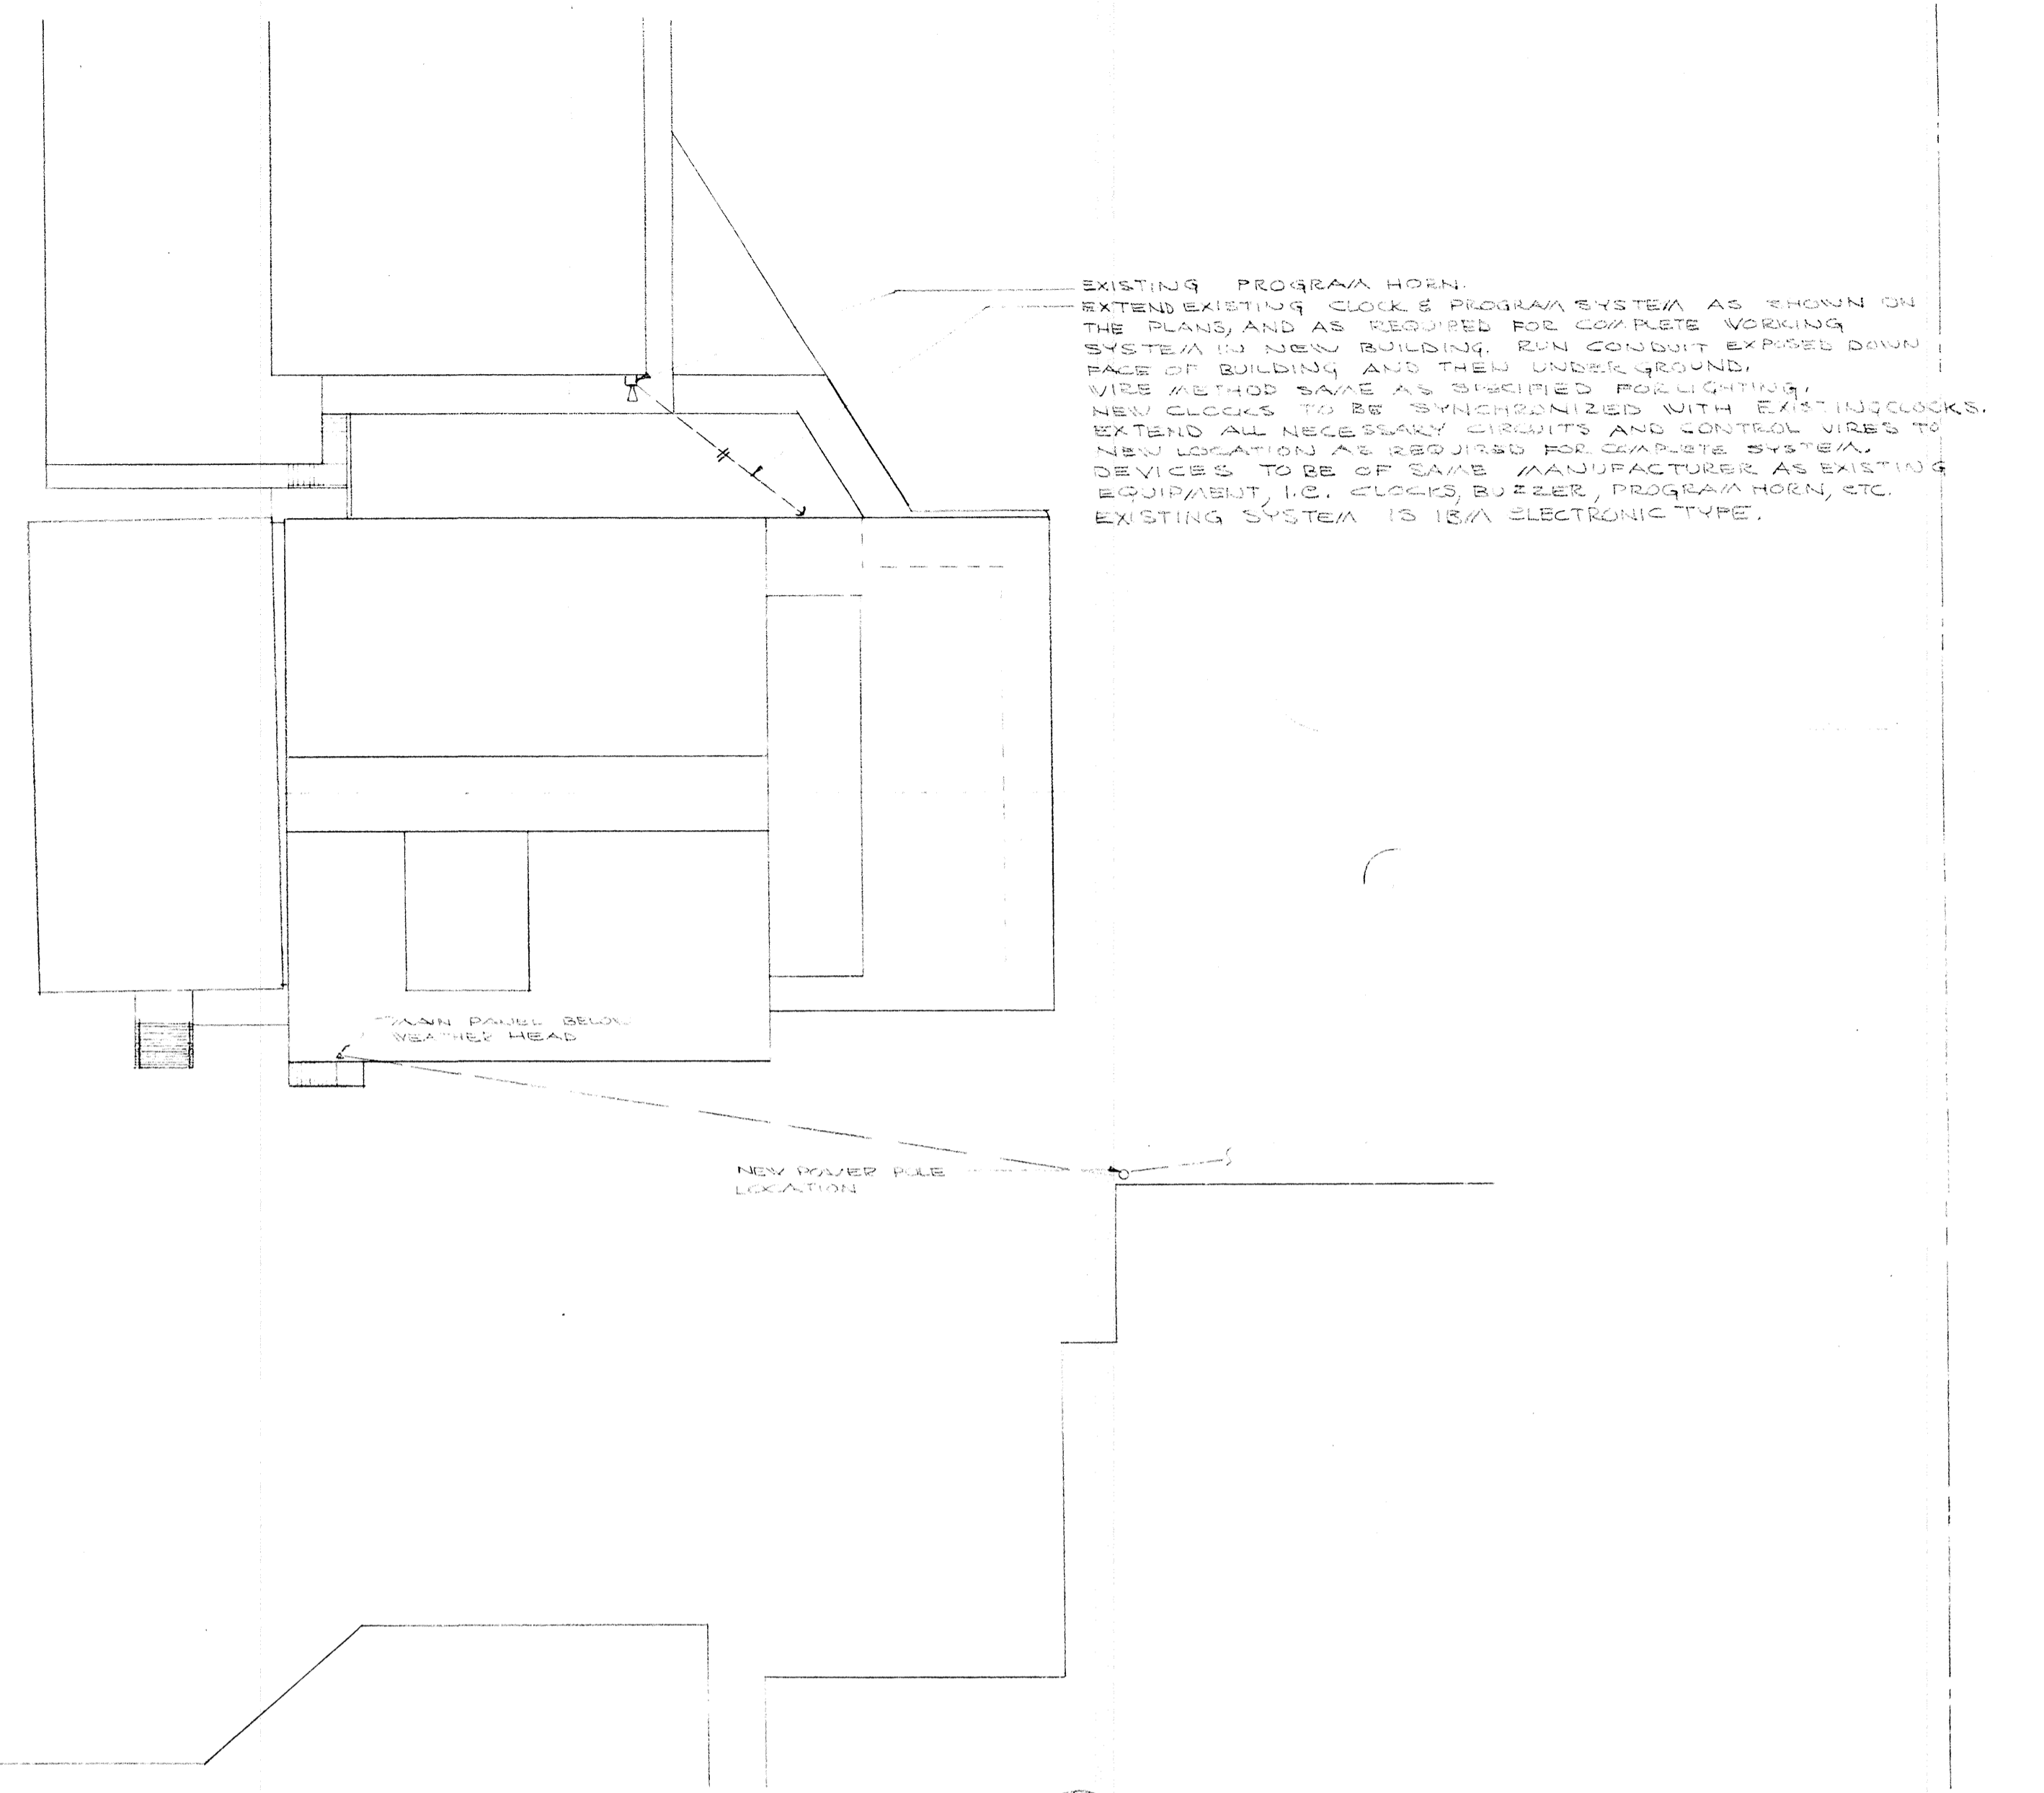 EXISTING PROGRAM HORN.
EXTEND EXISTING CLOCK & PROGRAM SYSTEM AS SHOWN ON
THE PLANS, AND AS REQUIRED FOR COMPLETE WORKING
SYSTEM IN NEW BUILDING. RUN CONDUIT EXPOSED DOWN
FACE OF BUILDING AND THEN UNDER GROUND.
WIRE METHOD SAME AS SPECIFIED FOR LIGHTING.
NEW CLOCKS TO BE SYNCHRONIZED WITH EXISTING CLOCKS.
EXTEND ALL NECESSARY CIRCUITS AND CONTROL WIRES TO
NEW LOCATION AS REQUIRED FOR COMPLETE SYSTEM.
DEVICES TO BE OF SAME MANUFACTURER AS EXISTING
EQUIPMENT, I.E. CLOCKS, BUZZER, PROGRAM HORN, ETC.
EXISTING SYSTEM IS IBM ELECTRONIC TYPE.
MAIN PANEL BELOW
WEATHER HEAD
NEW POWER POLE
LOCATION